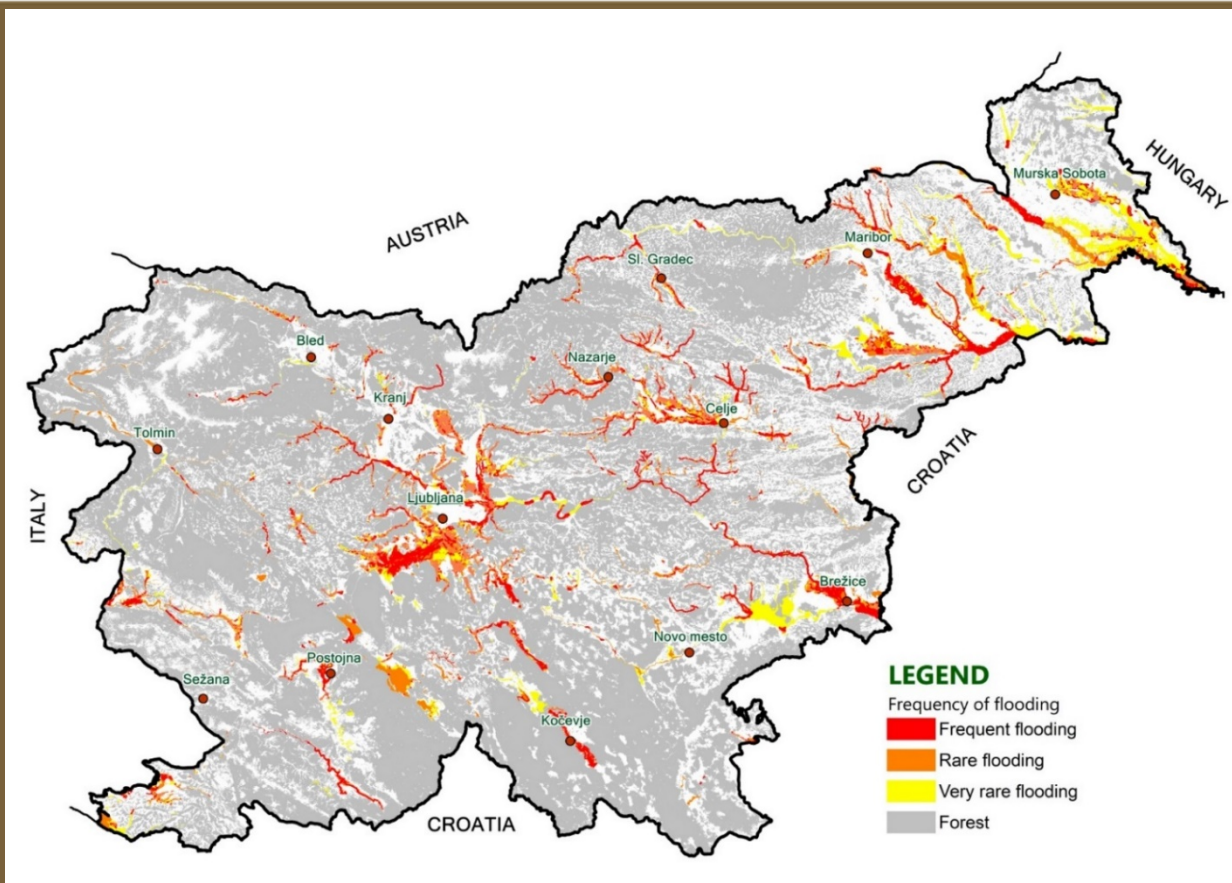 HUNGARY
Murska Sobota
AUSTRIA
Maribor
Sl. Gradec
Bled
Nazarje
Kranj
Celje
Tolmin
CROATIA
ITALY
Ljubljana
Brežice
Novo mesto
Postojna
Sežana
Kočevje
CROATIA
LEGEND
Frequency of flooding
Frequent flooding
Rare flooding
Very rare flooding
Forest